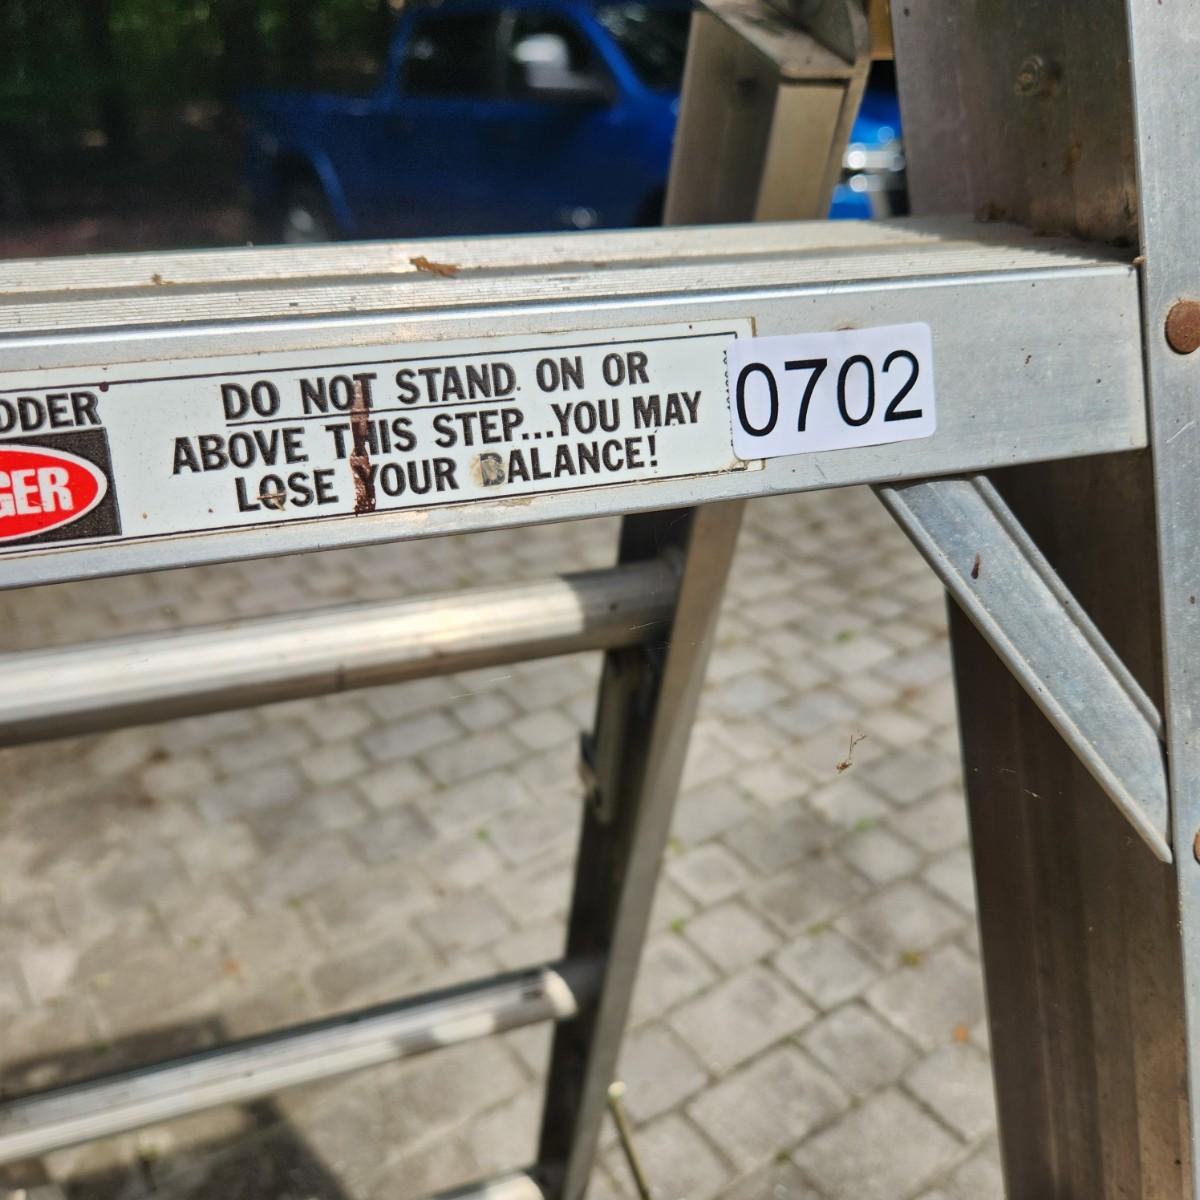 DO NOT STAND ON OR
ABOVE THIS STEP...YOU MAY
LOSE YOUR BALANCE!
0702